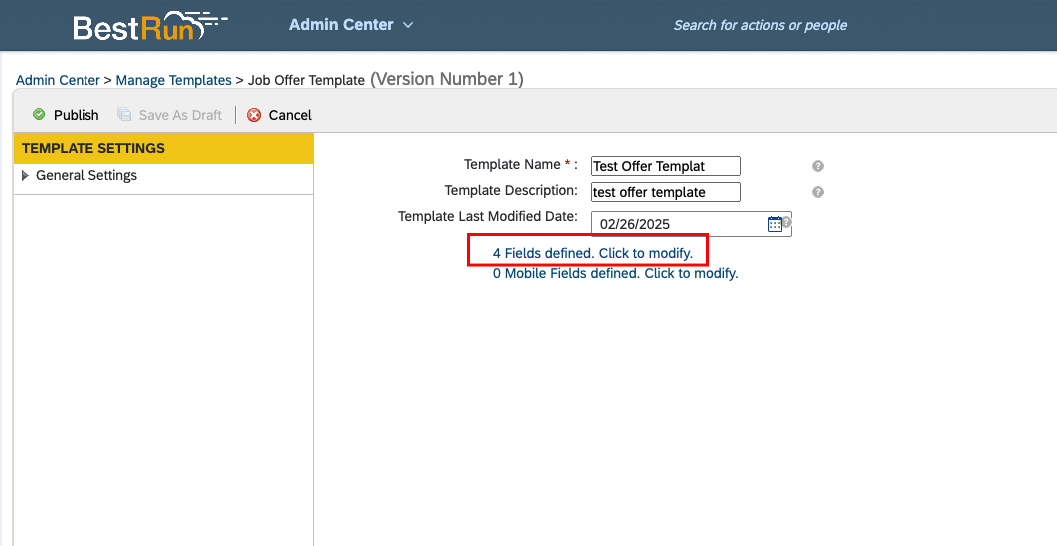 BestRun Admin Center Search for actions or people
Admin Center > Manage Templates > Job Offer Template (Version Number 1)
Publish Save As Draft Cancel
TEMPLATE SETTINGS
General Settings
Template Name * : Test Offer Templat
Template Description: test offer template
Template Last Modified Date: 02/26/2025
4 Fields defined. Click to modify.
0 Mobile Fields defined. Click to modify.